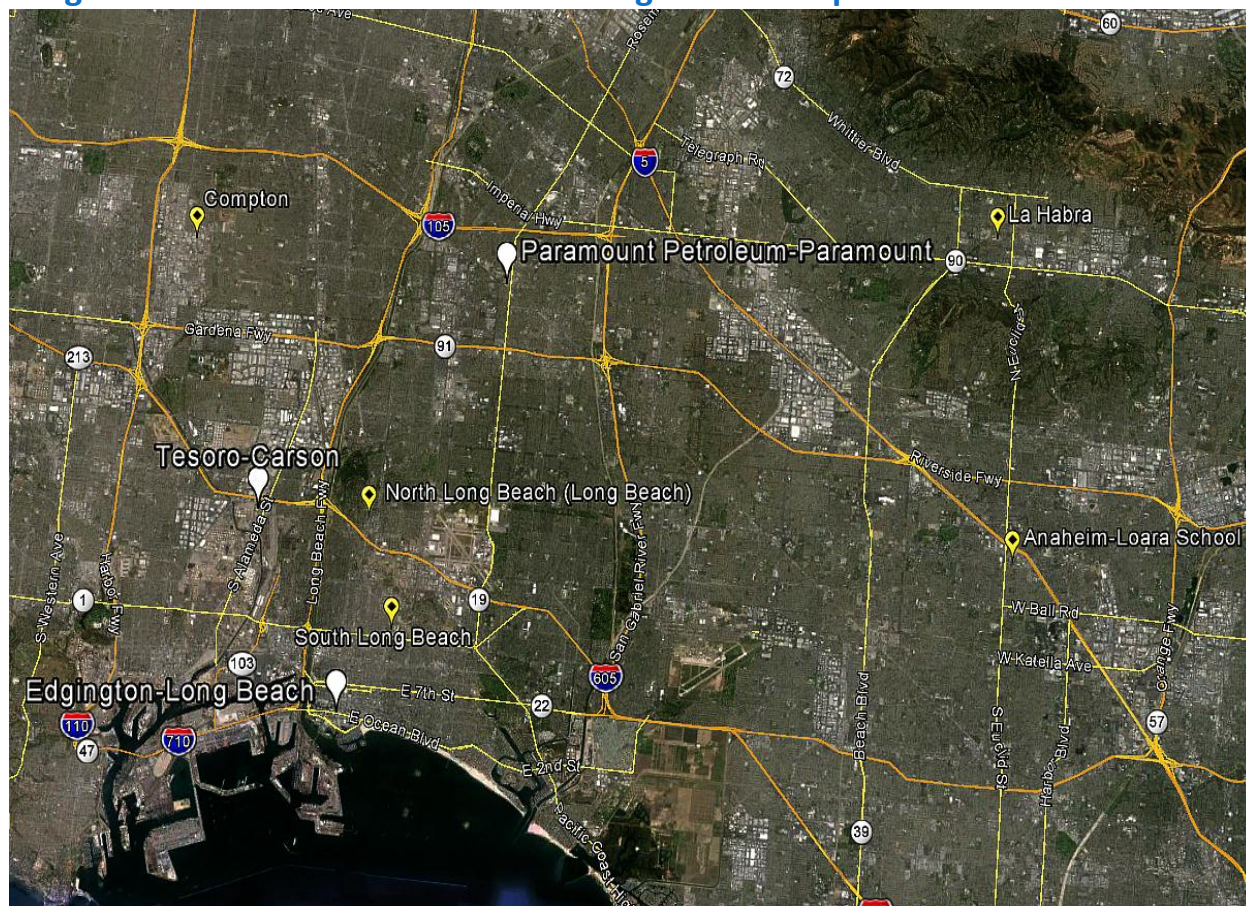 60
72
Whittier Blvd
5
Telegraph Rd
Compton
Imperial Hwy
105
La Habra
Paramount Petroleum-Paramount
90
Gardena Fwy
91
213
N Euclid
Tesoro-Carson
North Long Beach (Long Beach)
Riverside Fwy
S Alameda St
Long Beach Fwy
San Gabriel River Fwy
Anaheim-Loara School
S Western Ave
Harbor Fwy
1
19
W Ball Rd
South Long Beach
W Katella Ave
Orange Fwy
103
Edgington-Long Beach
E 7th St
605
22
E Ocean Blvd
Beach Blvd
S Euclid St
Harbor Blvd
110
47
710
57
E 2nd St
Pacific Coast Hi
39